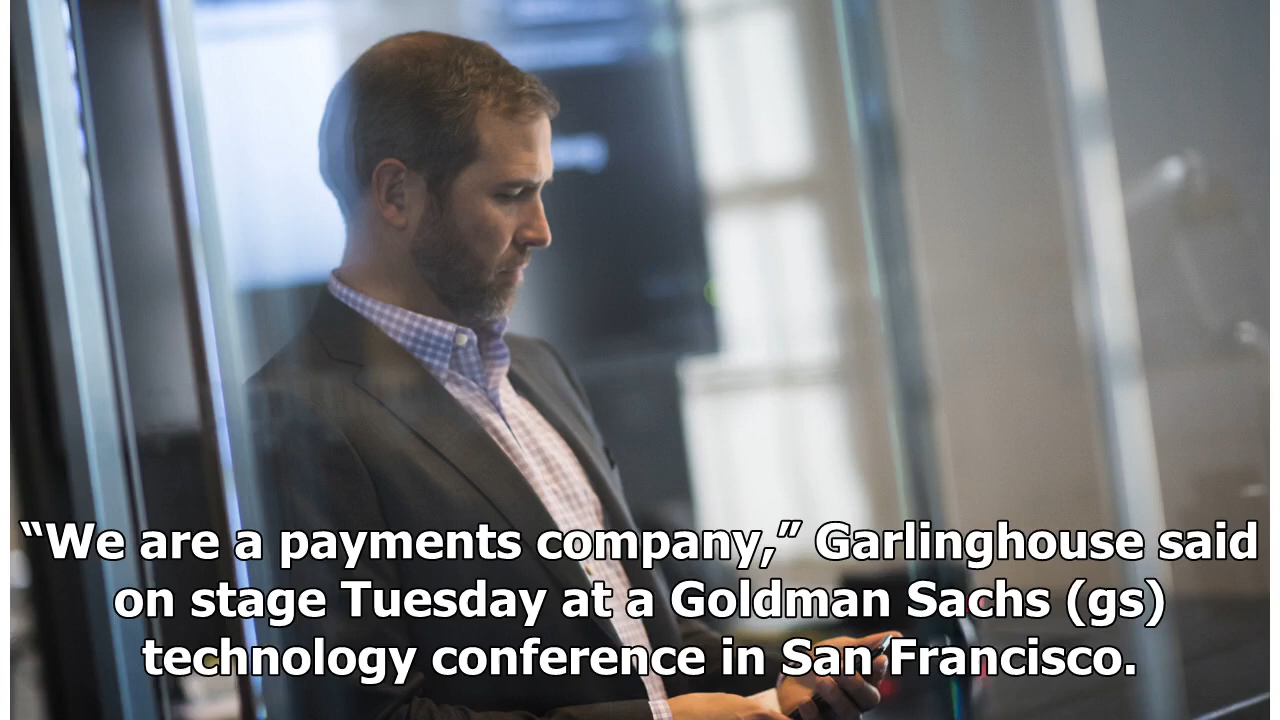 “We are a payments company,” Garlinghouse said
on stage Tuesday at a Goldman Sachs (gs)
technology conference in San Francisco.